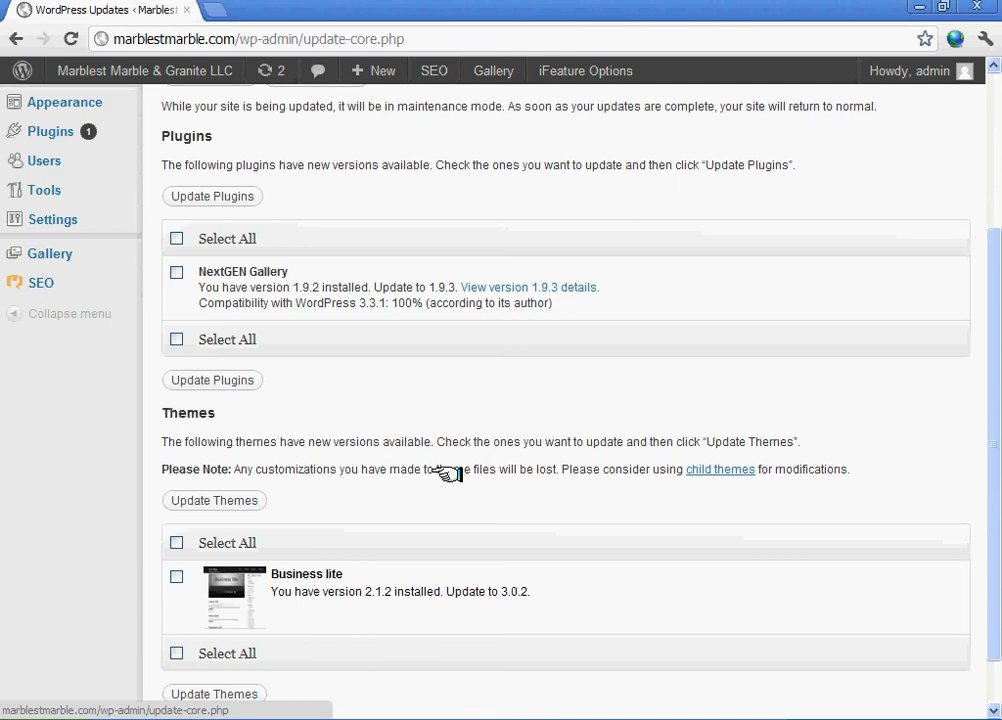 WordPress Updates ‹ Marblest
marblestmarble.com/wp-admin/update-core.php
Marblest Marble & Granite LLC 2 New SEO Gallery iFeature Options Howdy, admin
Appearance
Plugins 1
Users
Tools
Settings
Gallery
SEO
Collapse menu
While your site is being updated, it will be in maintenance mode. As soon as your updates are complete, your site will return to normal.
Plugins
The following plugins have new versions available. Check the ones you want to update and then click “Update Plugins”.
Update Plugins
Select All
NextGEN Gallery
You have version 1.9.2 installed. Update to 1.9.3. View version 1.9.3 details.
Compatibility with WordPress 3.3.1: 100% (according to its author)
Select All
Update Plugins
Themes
The following themes have new versions available. Check the ones you want to update and then click “Update Themes”.
Please Note: Any customizations you have made to files will be lost. Please consider using child themes for modifications.
Update Themes
Select All
Business lite
You have version 2.1.2 installed. Update to 3.0.2.
Select All
Update Themes
marblestmarble.com/wp-admin/update-core.php